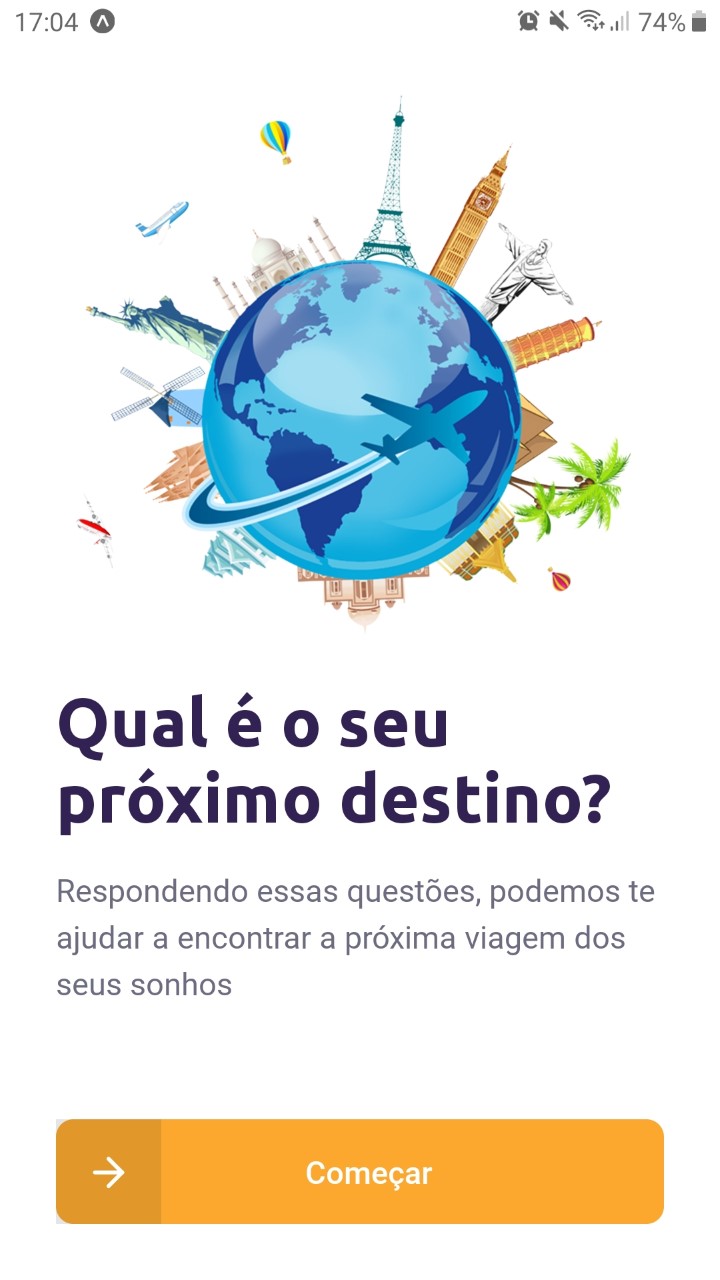 17:04
74%
Qual é o seu
próximo destino?
Respondendo essas questões, podemos te
ajudar a encontrar a próxima viagem dos
seus sonhos
Começar